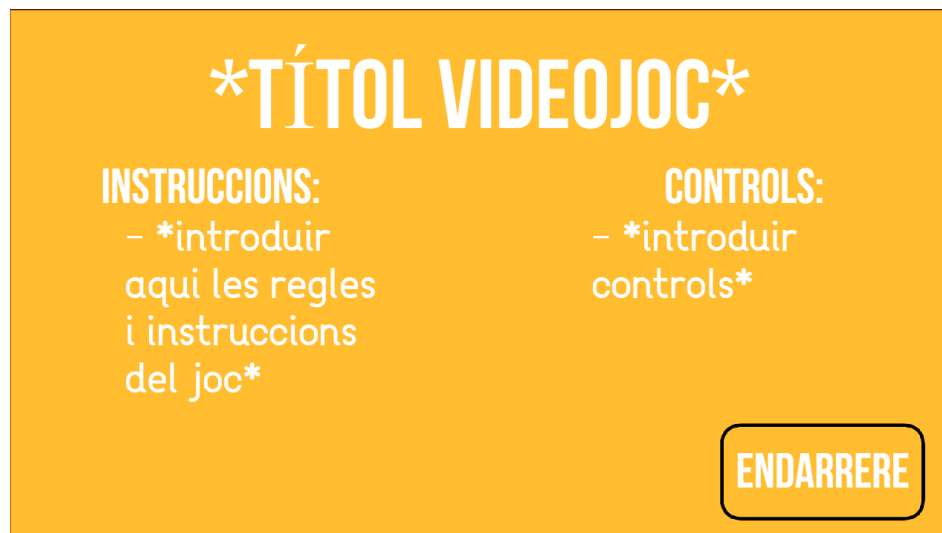 *TÍTOL VIDEOJOC*
INSTRUCCIONS:
- *introduir
aqui les regles
i instruccions
del joc*
CONTROLS:
- *introduir
controls*
ENDARRERE